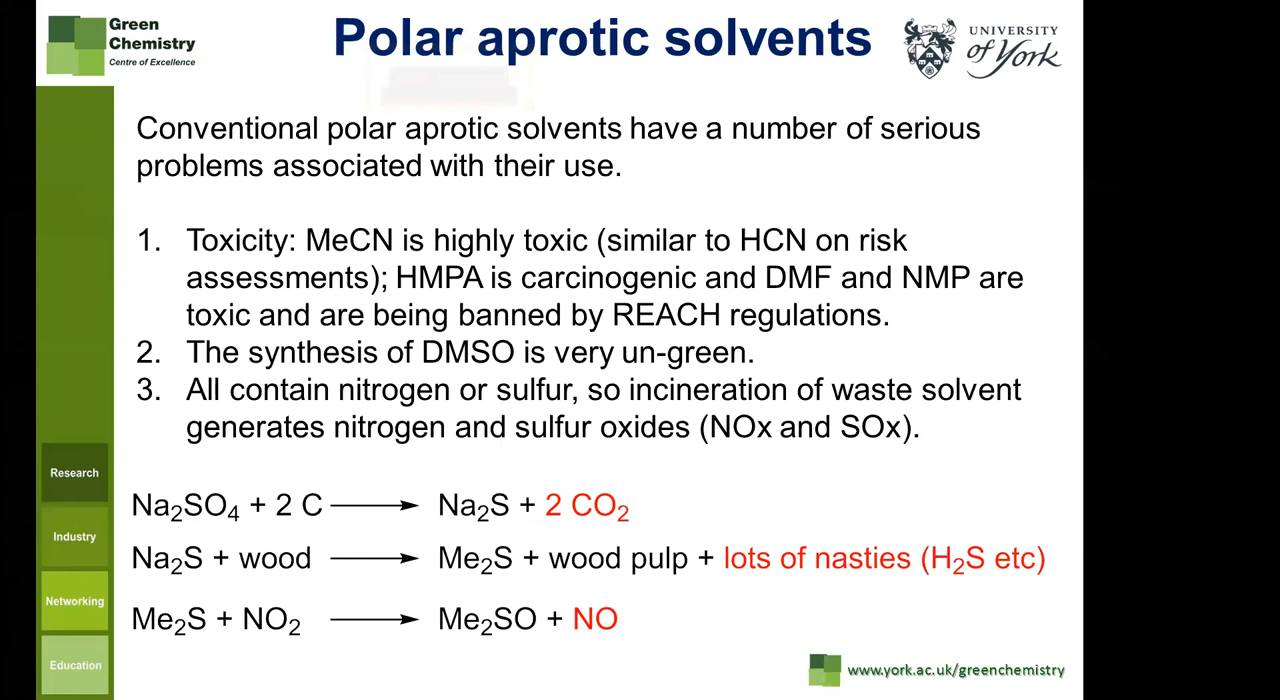 Green
Chemistry
Centre of Excellence
Polar aprotic solvents
UNIVERSITY
of York
Conventional polar aprotic solvents have a number of serious
problems associated with their use.
1. Toxicity: MeCN is highly toxic (similar to HCN on risk
assessments); HMPA is carcinogenic and DMF and NMP are
toxic and are being banned by REACH regulations.
2. The synthesis of DMSO is very un-green.
3. All contain nitrogen or sulfur, so incineration of waste solvent
generates nitrogen and sulfur oxides (NOx and SOx).
Na₂SO₄ + 2 C ⟶ Na₂S + 2 CO₂
Na₂S + wood ⟶ Me₂S + wood pulp + lots of nasties (H₂S etc)
Me₂S + NO₂ ⟶ Me₂SO + NO
Research
Industry
Networking
Education
www.york.ac.uk/greenchemistry